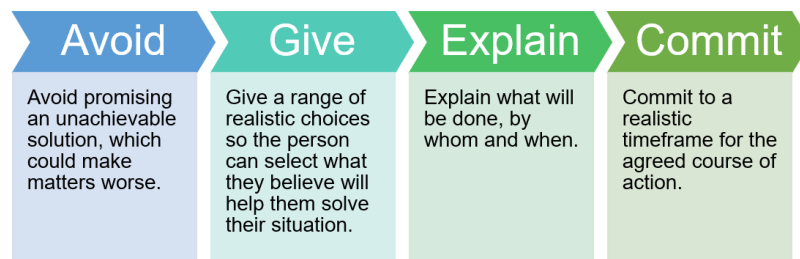 Avoid
Avoid promising
an unachievable
solution, which
could make
matters worse.
Give
Give a range of
realistic choices
so the person
can select what
they believe will
help them solve
their situation.
Explain
Explain what will
be done, by
whom and when.
Commit
Commit to a
realistic
timeframe for the
agreed course of
action.